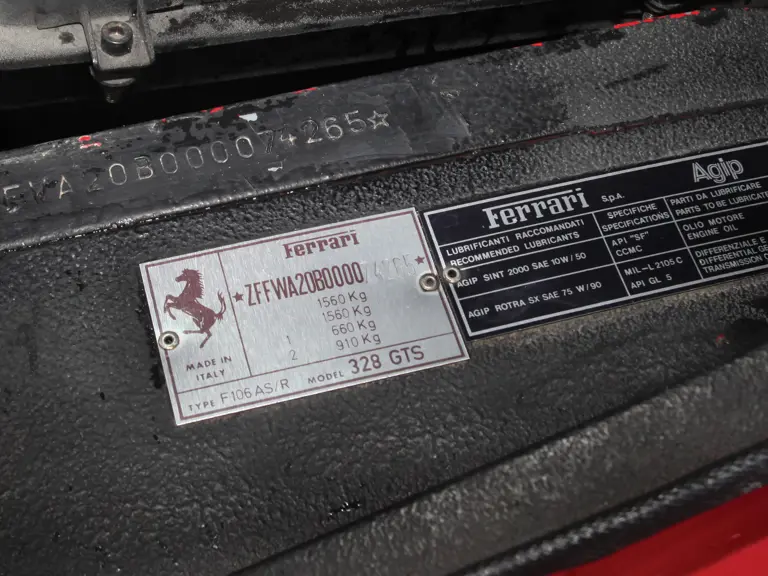 FVA20B000074265☆
Ferrari
★ZFFWA20B0000
1560 Kg
1560 Kg
1 660 Kg
2 910 Kg
MADE IN
ITALY
TYPE F106 AS/R MODEL 328 GTS
Ferrari S.p.A. Agip
LUBRIFICANTI RACCOMANDATI SPECIFICHE PARTI DA LUBRIFICARE
RECOMMENDED LUBRICANTS SPECIFICATIONS PARTS TO BE LUBRICATE
AGIP SINT 2000 SAE 10W/50 API "SF" OLIO MOTORE
CCMC ENGINE OIL
AGIP ROTRA SX SAE 75 W/90 MIL-L 2105 C DIFFERENZIALE E
API GL 5 DIFFERENTIAL
TRANSMISSION